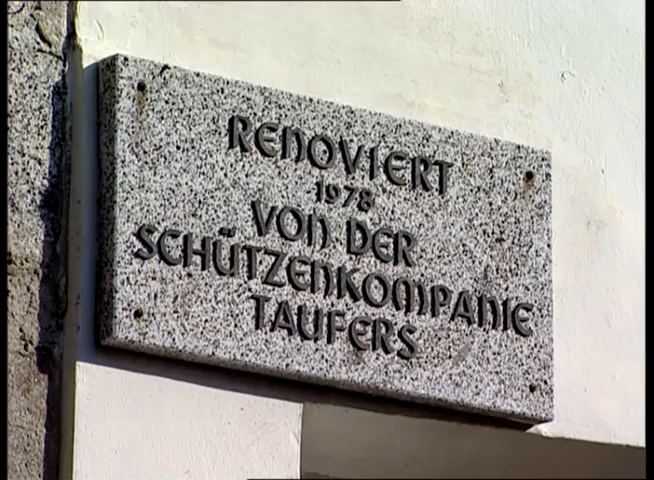 RENOVIERT
1978
VON DER
SCHÜTZENKOMPANIE
TAUFERS